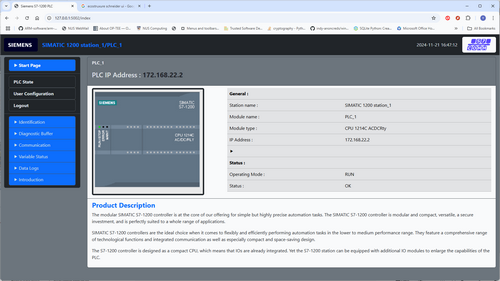 Siemens S7-1200 PLC
127.0.0.1:5002/index
All Bookmarks
SIEMENS
SIMATIC 1200 station_1/PLC_1
2024-11-21 16:47:12
Start Page
PLC State
User Configuration
Logout
Identification
Diagnostic Buffer
Communication
Variable Status
Data Logs
Introduction
PLC_1
PLC IP Address : 172.168.22.2
SIEMENS
SIMATIC
S7-1200
CPU 1214C
AC/DC/RLY
General :
Station name :
SIMATIC 1200 station_1
Module name :
PLC_1
Module type :
CPU 1214C ACDCRly
IP Address :
172.168.22.2
Status :
Operating Mode :
RUN
Status :
OK
Product Description
The modular SIMATIC S7-1200 controller is at the core of our offering for simple but highly precise automation tasks. The SIMATIC S7-1200 controller is modular and compact, versatile, a secure
investment, and is perfectly suited to a whole range of applications.
SIMATIC S7-1200 controllers are the ideal choice when it comes to flexibly and efficiently performing automation tasks in the lower to medium performance range. They feature a comprehensive range
of technological functions and integrated communication as well as especially compact and space-saving design.
The S7-1200 controller is designed as a compact CPU, which means that IOs are already integrated. Yet the S7-1200 station can be equipped with additional IO modules to enlarge the capabilities of the
PLC.